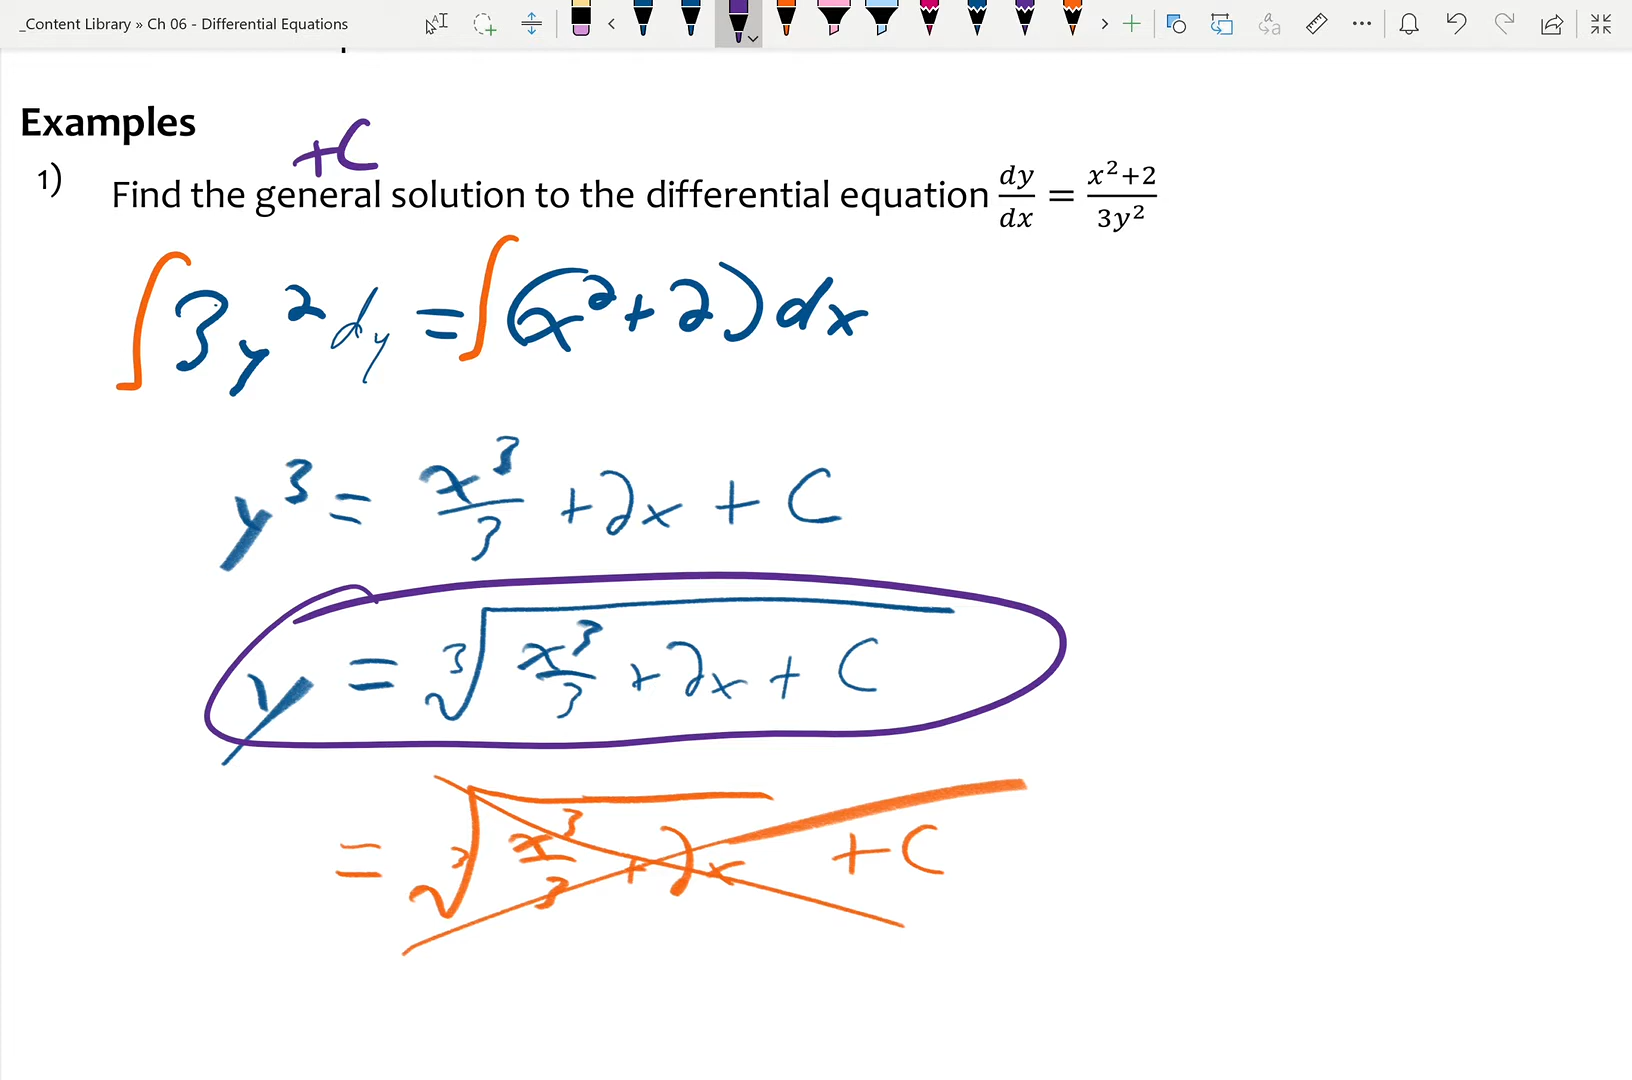 _Content Library » Ch 06 - Differential Equations
Examples
+C
1) Find the general solution to the differential equation dy/dx = x²+2/3y²
∫3y² dy = ∫(x²+2)dx
y³ = x³/3 + 2x + C
y = ∛(x³/3 + 2x + C)
= ∛(x³/3 + 2x) + C